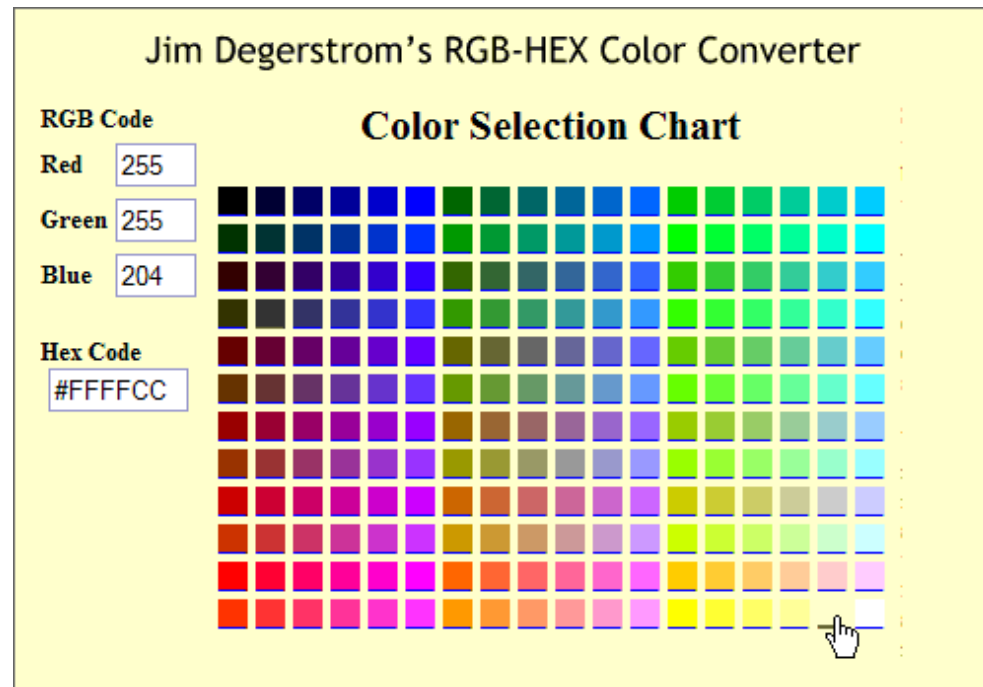 Jim Degerstrom’s RGB-HEX Color Converter
RGB Code
Color Selection Chart
Red 255
Green 255
Blue 204
Hex Code
#FFFFCC